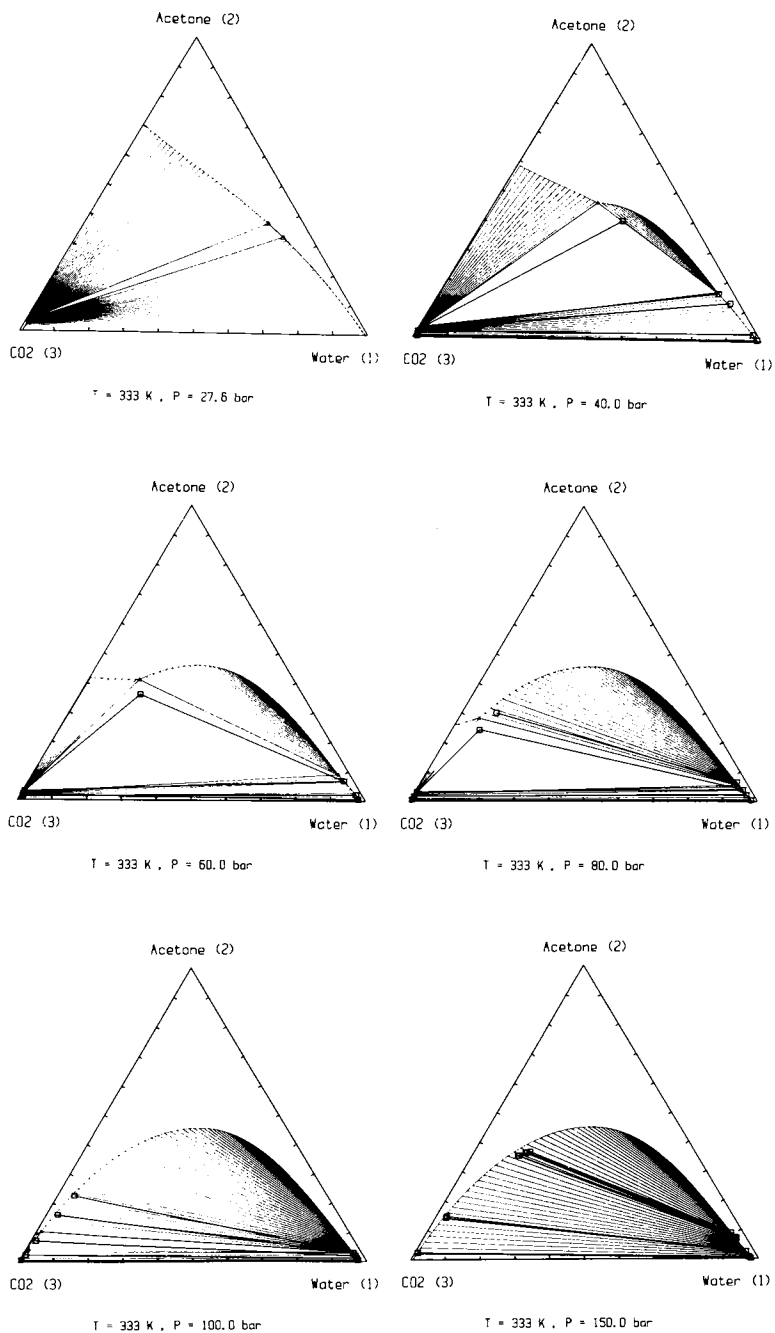 Acetone (2)
CO2 (3)
Water (1)
T = 333 K , P = 27.6 bar
Acetone (2)
CO2 (3)
Water (1)
T = 333 K , P = 40.0 bar
Acetone (2)
CO2 (3)
Water (1)
T = 333 K , P = 60.0 bar
Acetone (2)
CO2 (3)
Water (1)
T = 333 K , P = 80.0 bar
Acetone (2)
CO2 (3)
Water (1)
T = 333 K , P = 100.0 bar
Acetone (2)
CO2 (3)
Water (1)
T = 333 K , P = 150.0 bar